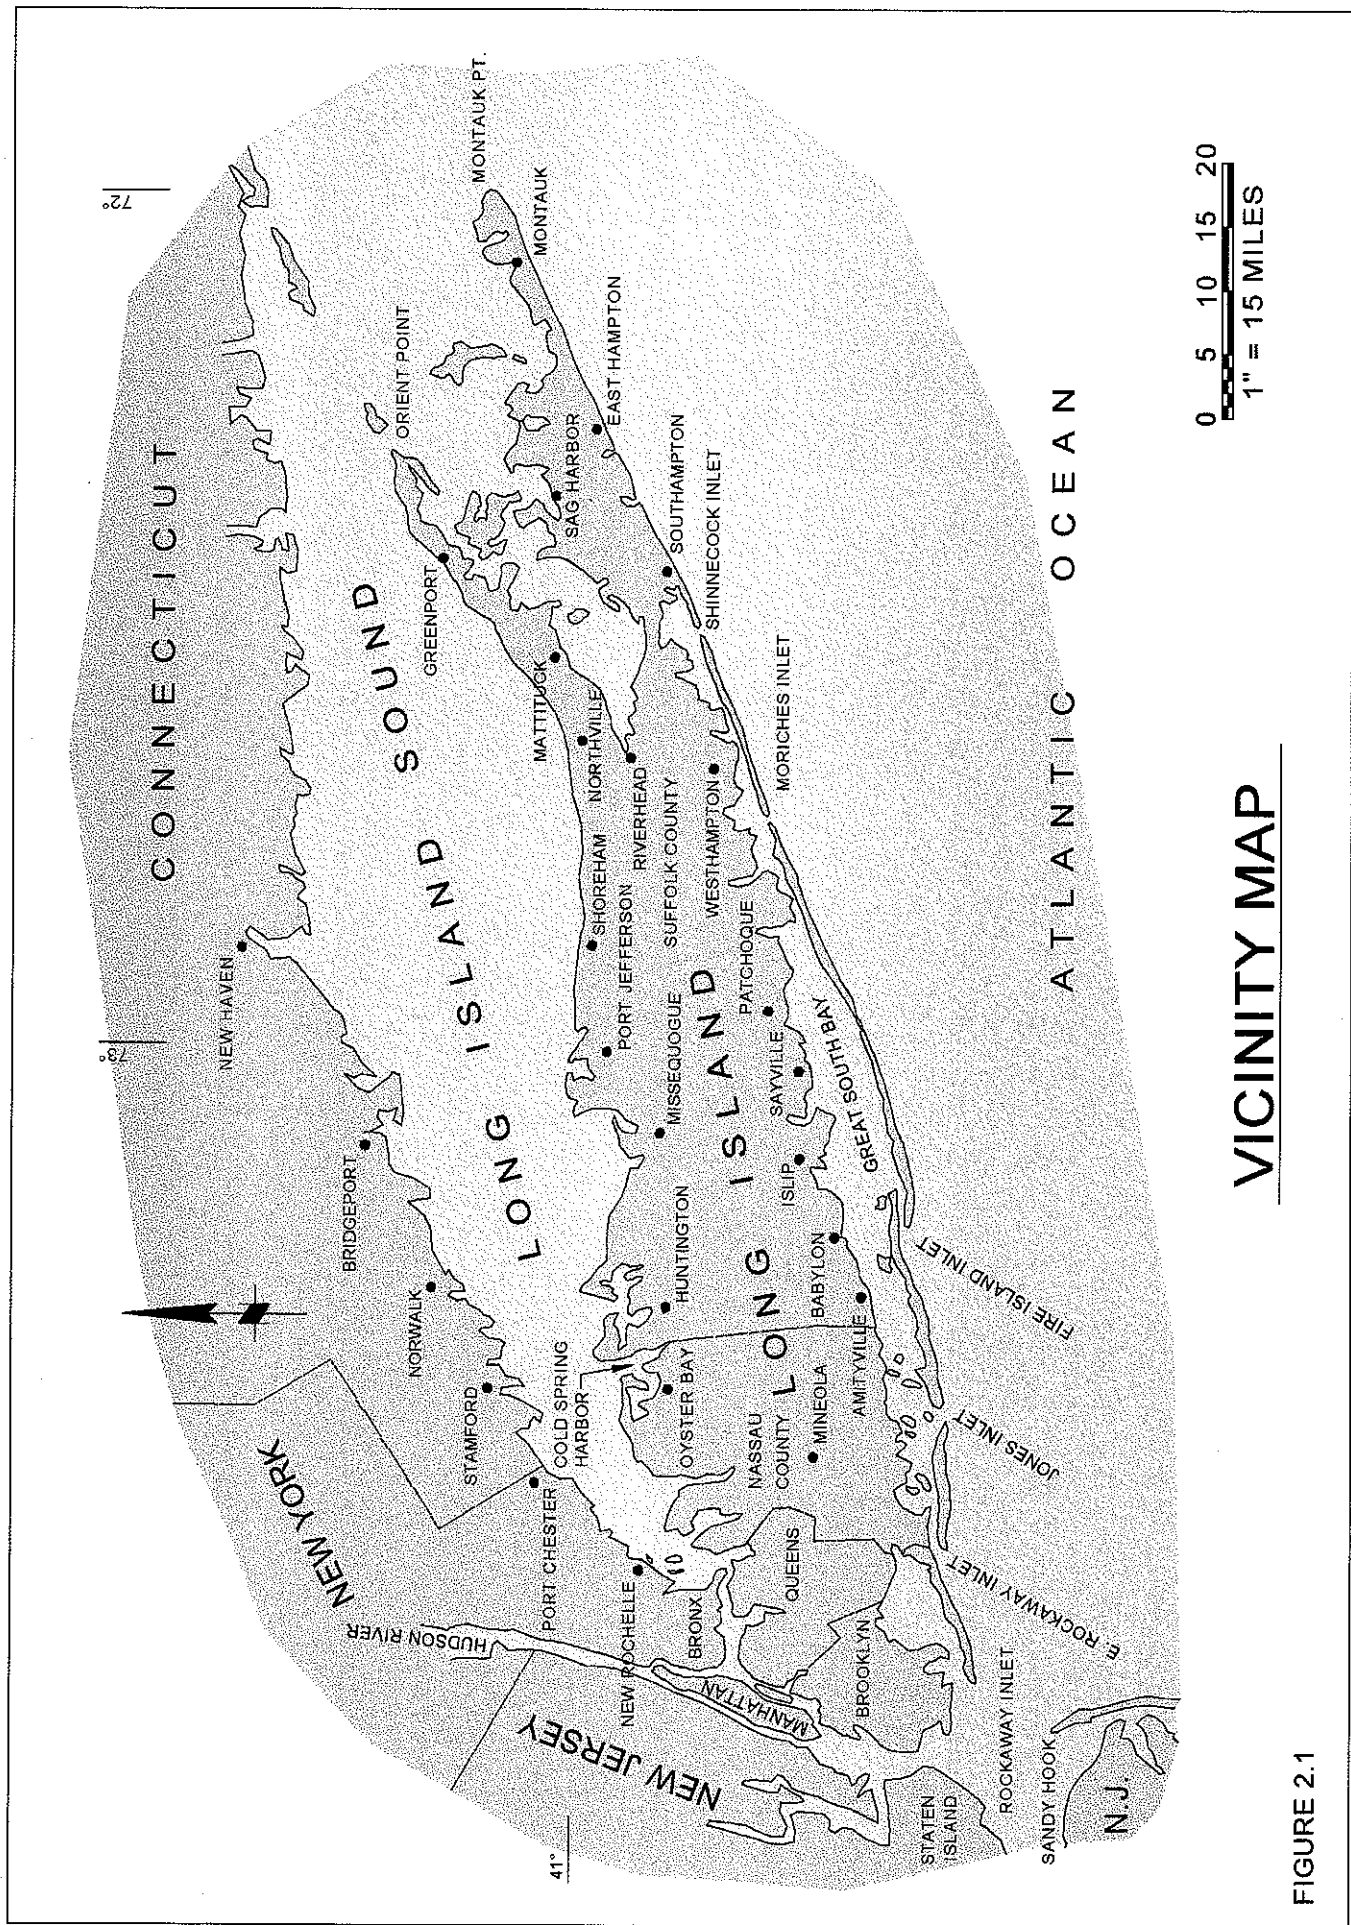 CONNECTICUT
NEW YORK
NEW JERSEY
N.J.
72°
73°
41°
NEW HAVEN
BRIDGEPORT
NORWALK
STAMFORD
PORT CHESTER
NEW ROCHELLE
HUDSON RIVER
BRONX
MANHATTAN
QUEENS
BROOKLYN
STATEN
ISLAND
ROCKAWAY INLET
SANDY HOOK
E. ROCKAWAY INLET
JONES INLET
FIRE ISLAND INLET
LONG ISLAND SOUND
COLD SPRING
HARBOR
OYSTER BAY
NASSAU
COUNTY
MINEOLA
AMITYVILLE
BABYLON
HUNTINGTON
LONG ISLAND
ISLIP
SAYVILLE
GREAT SOUTH BAY
PATCHOQUE
MISSEQUOGUE
PORT JEFFERSON
SHOREHAM
SUFFOLK COUNTY
WESTHAMPTON
RIVERHEAD
NORTHVILLE
MATTITUCK
GREENPORT
ORIENT POINT
SAG HARBOR
EAST HAMPTON
SOUTHAMPTON
SHINNECOCK INLET
MORICHES INLET
MONTAUK
MONTAUK PT.
ATLANTIC OCEAN
0 5 10 15 20
1" = 15 MILES
VICINITY MAP
FIGURE 2.1